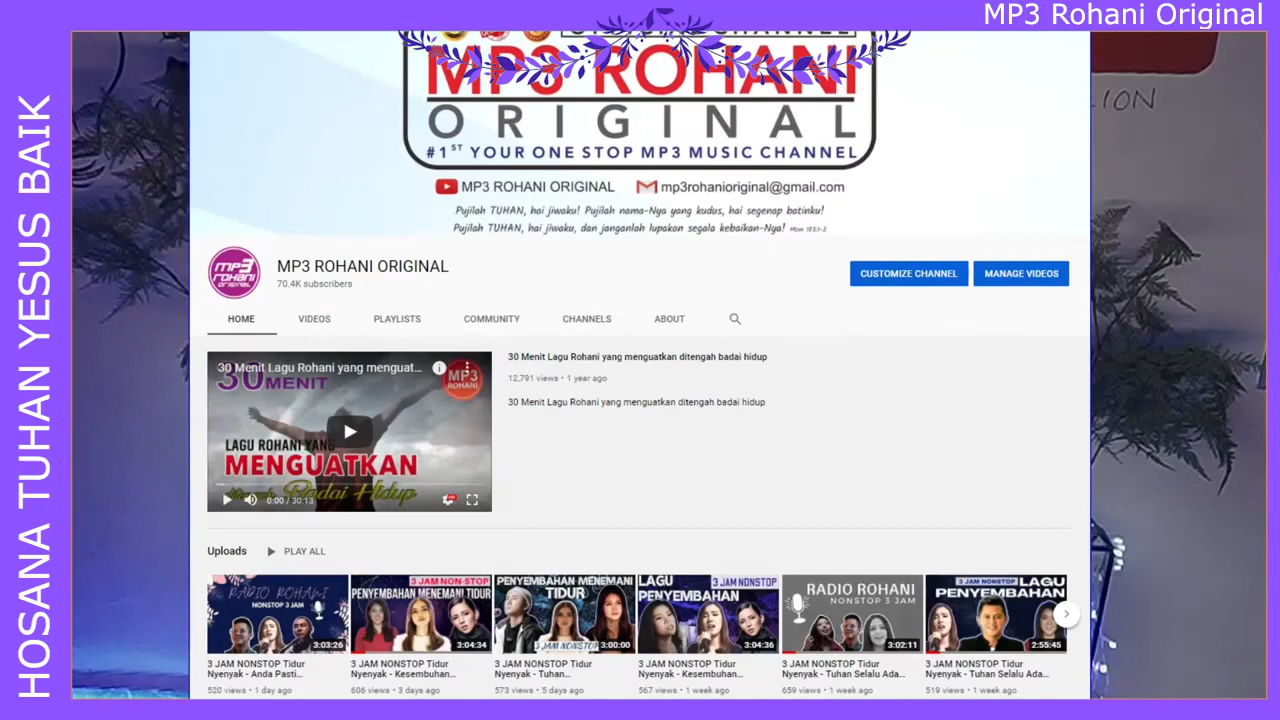 MP3 Rohani Original
HOSANA TUHAN YESUS BAIK
MP3 ROHANI
ORIGINAL
#1ST YOUR ONE STOP MP3 MUSIC CHANNEL
MP3 ROHANI ORIGINAL mp3rohanioriginal@gmail.com
Pujilah TUHAN, hai jiwaku! Pujilah nama-Nya yang kudus, hai segenap batinku!
Pujilah TUHAN, hai jiwaku, dan janganlah lupakan segala kebaikan-Nya!
mp3 rohani ORIGINAL
MP3 ROHANI ORIGINAL
70.4K subscribers
CUSTOMIZE CHANNEL MANAGE VIDEOS
HOME VIDEOS PLAYLISTS COMMUNITY CHANNELS ABOUT
30 Menit Lagu Rohani yang menguat...
30 MENIT
MP3 ROHANI
LAGU ROHANI YANG
MENGUATKAN
Badai Hidup
0:00 / 30:13
30 Menit Lagu Rohani yang menguatkan ditengah badai hidup
12,791 views • 1 year ago
30 Menit Lagu Rohani yang menguatkan ditengah badai hidup
Uploads PLAY ALL
RADIO ROHANI
NONSTOP 3 JAM
3:03:26
3 JAM NONSTOP Tidur
Nyenyak - Anda Pasti...
520 views • 1 day ago
3 JAM NON-STOP
PENYEMBAHAN MENEMANI TIDUR
3:04:34
3 JAM NONSTOP Tidur
Nyenyak - Kesembuhan...
606 views • 3 days ago
PENYEMBAHAN MENEMANI
TIDUR
3 JAM NONSTOP
3:00:00
3 JAM NONSTOP Tidur
Nyenyak - Tuhan...
573 views • 5 days ago
LAGU 3 JAM NONSTOP
PENYEMBAHAN
3:04:36
3 JAM NONSTOP Tidur
Nyenyak - Kesembuhan...
567 views • 1 week ago
RADIO ROHANI
NONSTOP 3 JAM
3:02:11
3 JAM NONSTOP Tidur
Nyenyak - Tuhan Selalu Ada...
659 views • 1 week ago
3 JAM NONSTOP LAGU
PENYEMBAHAN
2:55:45
3 JAM NONSTOP Tidur
Nyenyak - Tuhan Selalu Ada...
519 views • 1 week ago